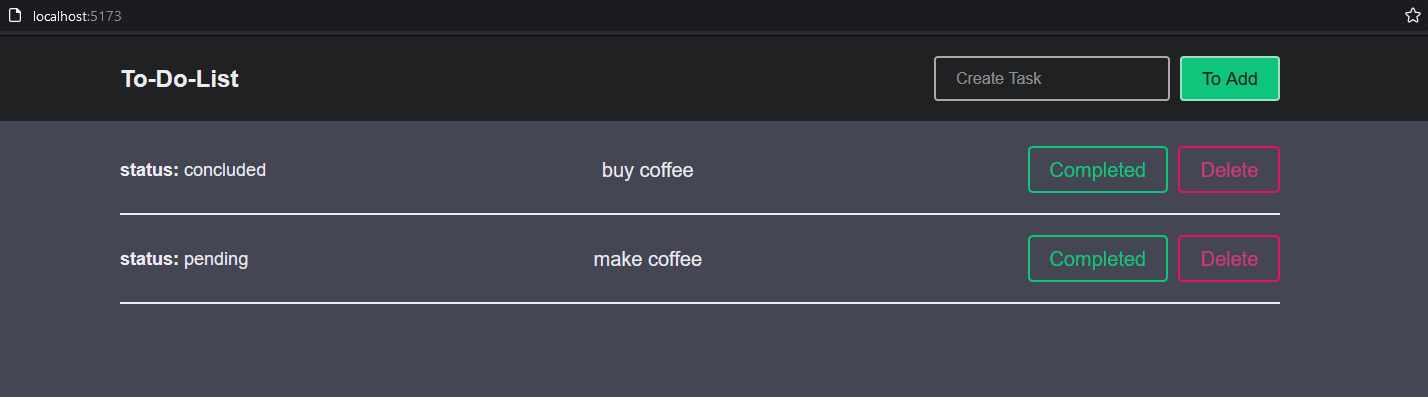 localhost:5173
To-Do-List Create Task To Add
status: concluded buy coffee Completed Delete
status: pending make coffee Completed Delete